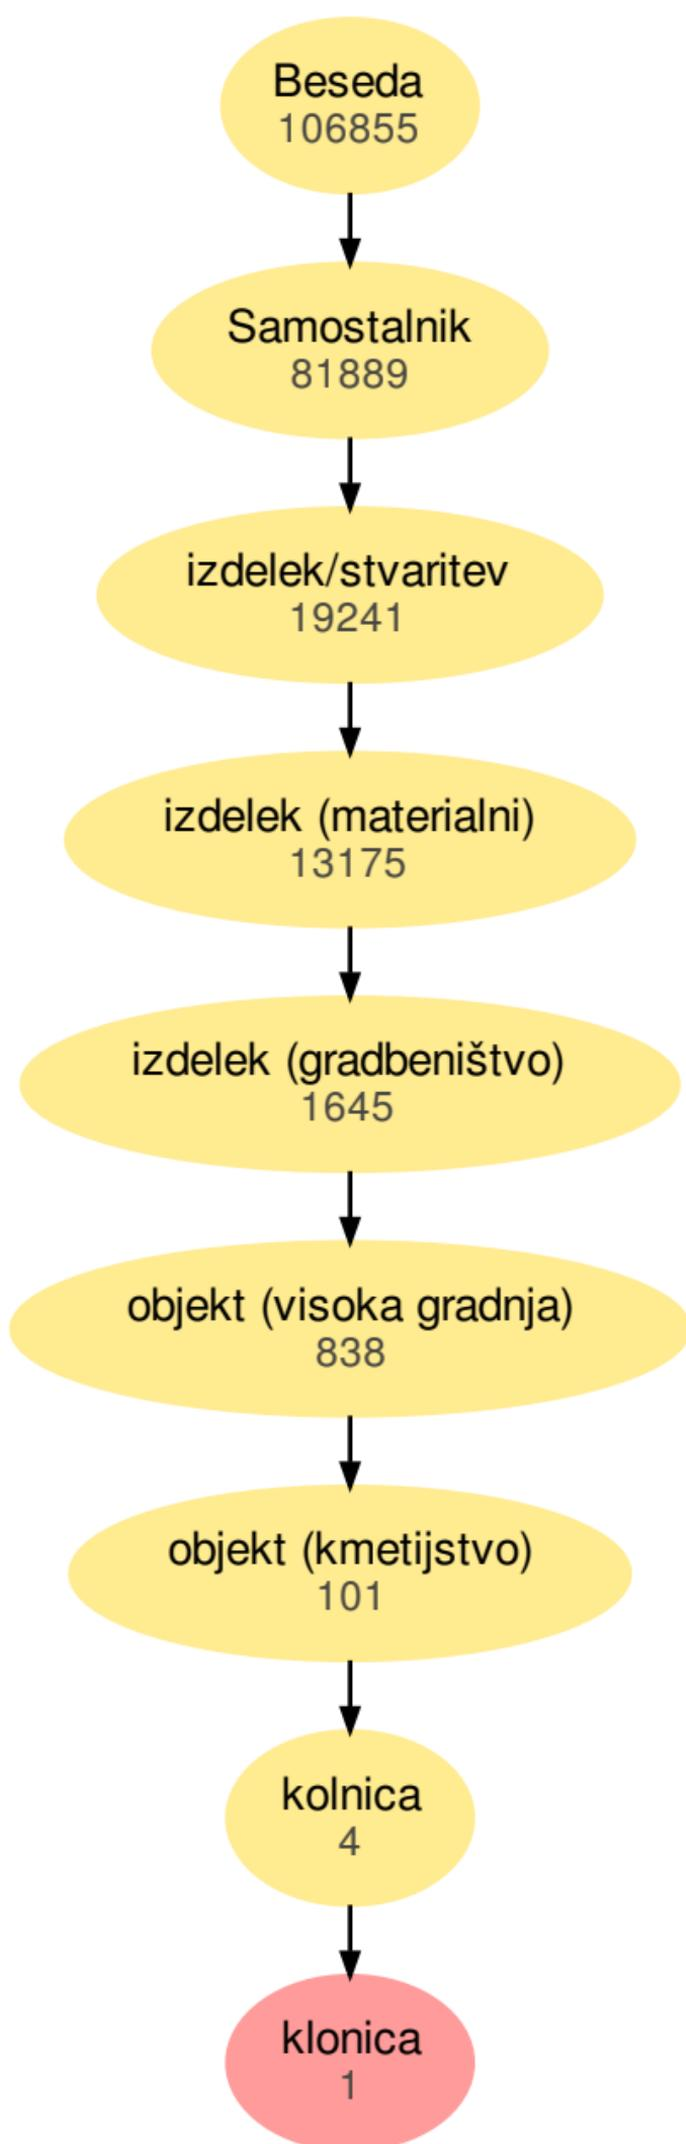 Beseda
106855
Samostalnik
81889
izdelek/stvaritev
19241
izdelek (materialni)
13175
izdelek (gradbeništvo)
1645
objekt (visoka gradnja)
838
objekt (kmetijstvo)
101
kolnica
4
klonica
1